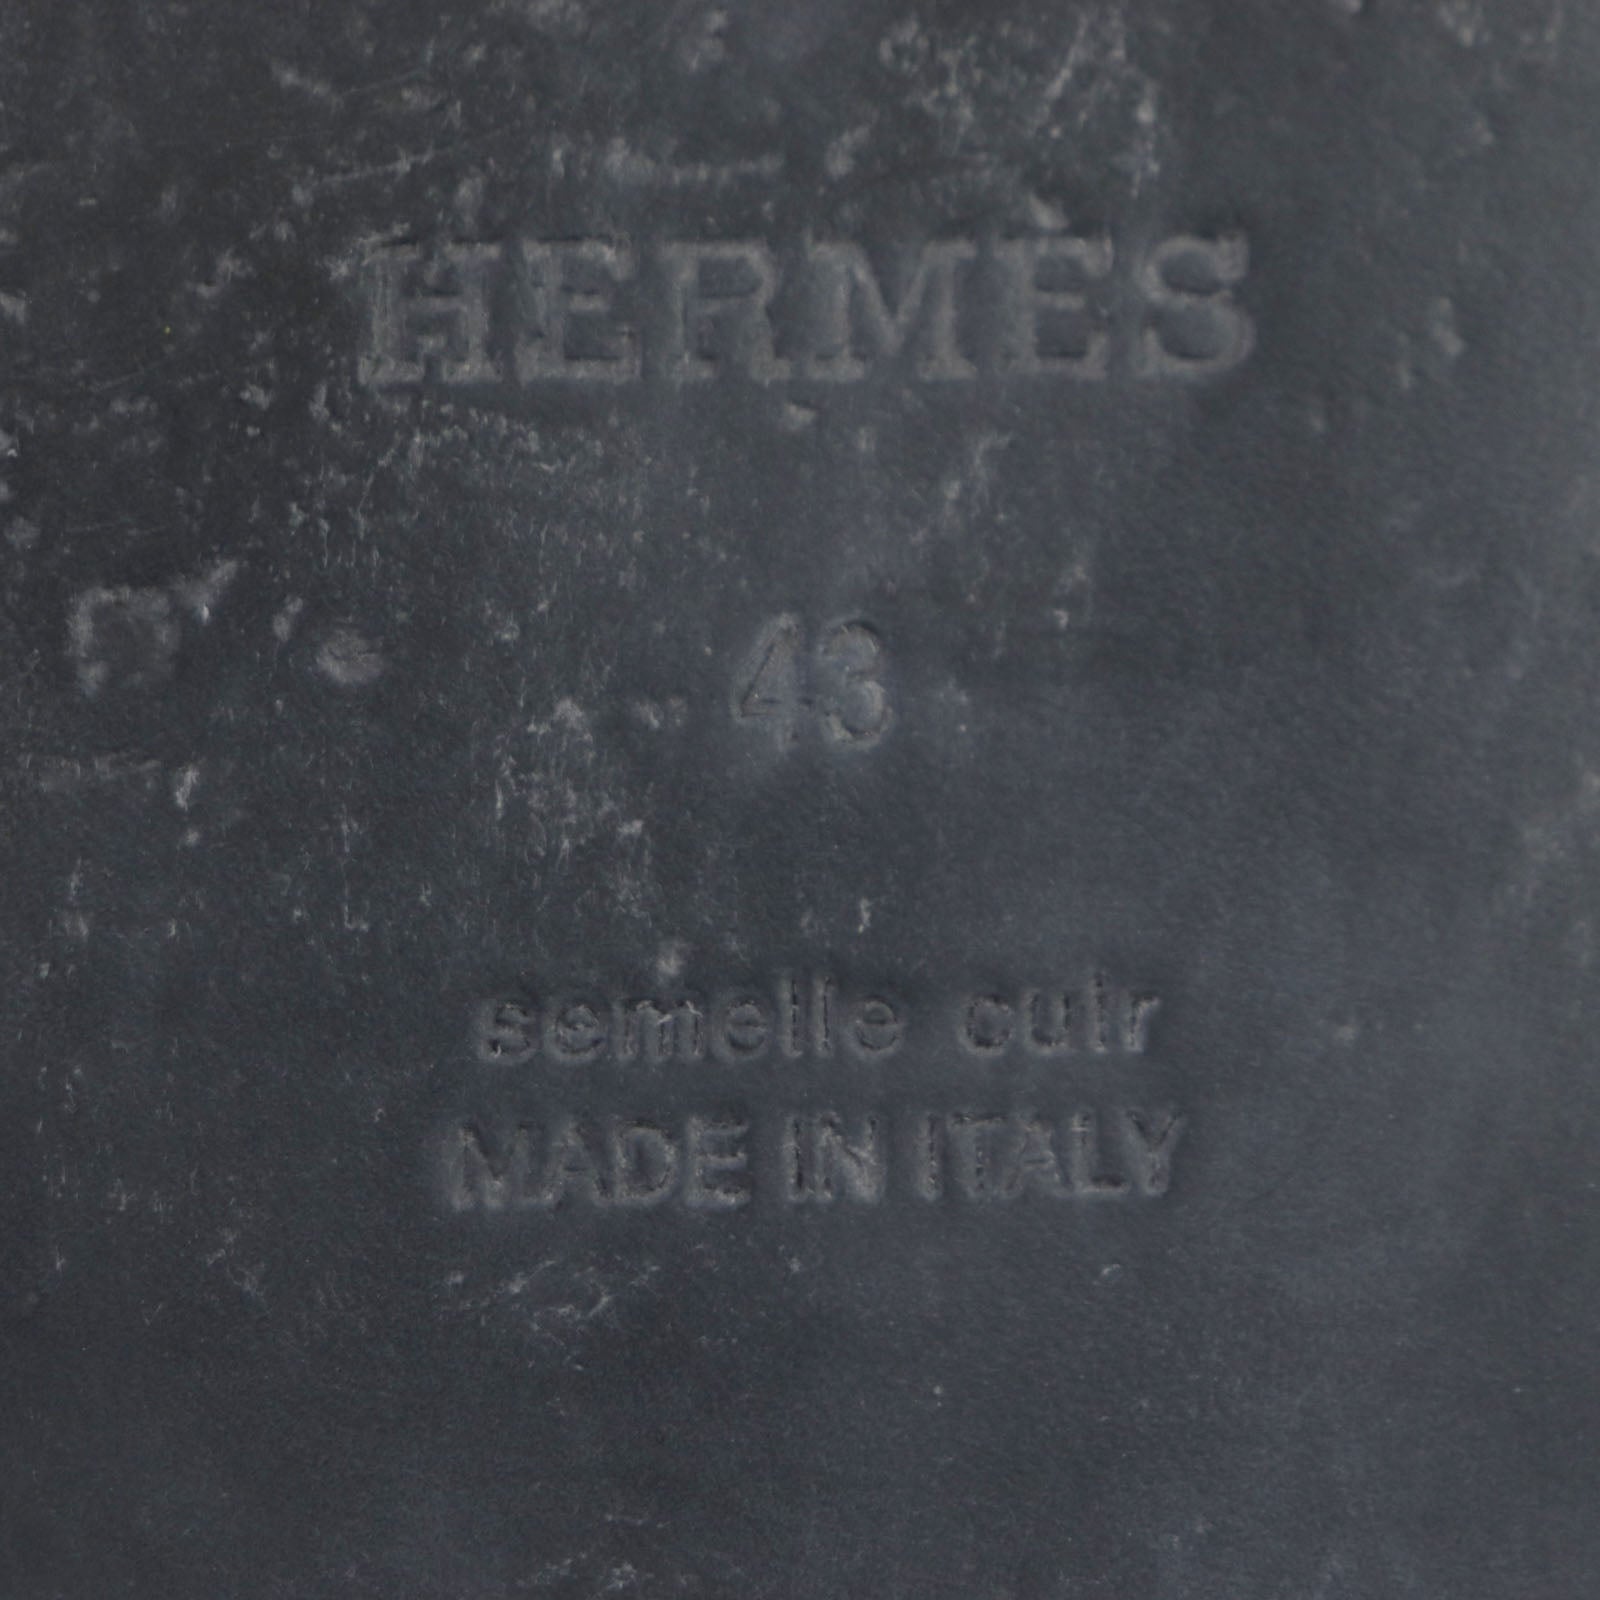 HERMÈS
43
semelle cuir
MADE IN ITALY